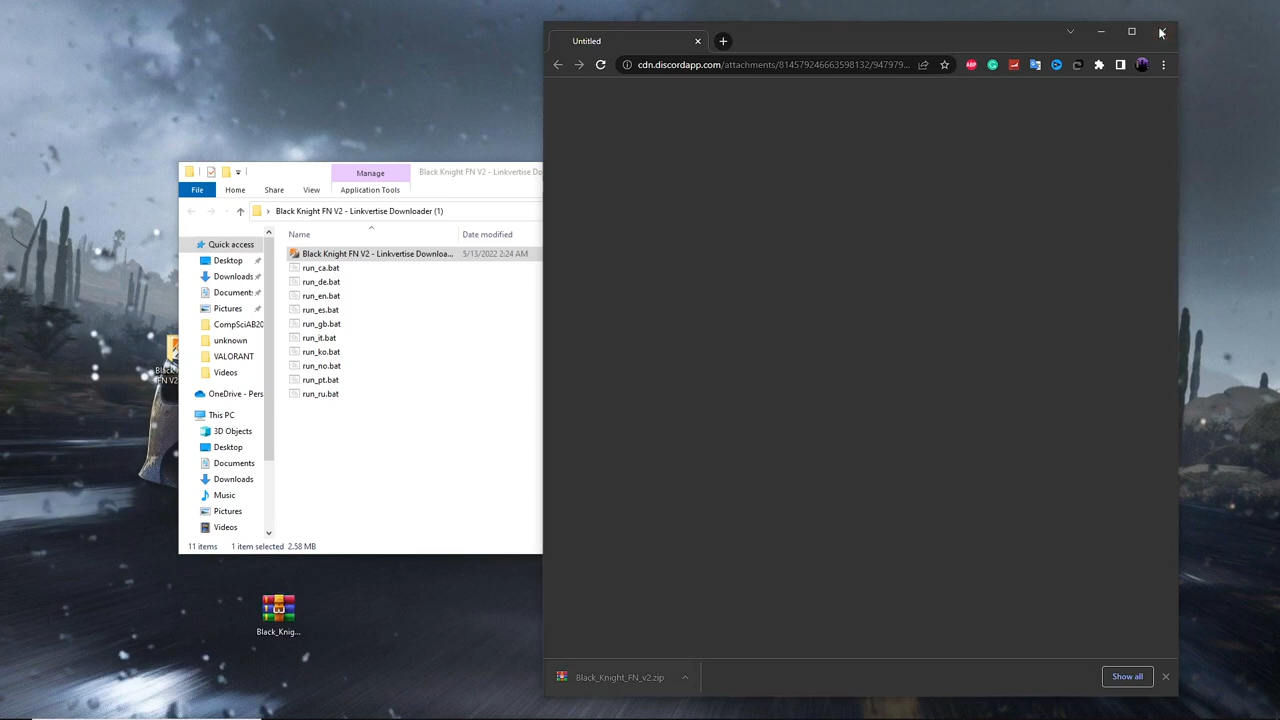 Untitled
cdn.discordapp.com/attachments/814579246663598132/947979...
Manage
Black Knight FN V2 - Linkvertise Do
File
Home
Share
View
Application Tools
Black Knight FN V2 - Linkvertise Downloader (1)
Name
Date modified
Quick access
Desktop
Downloads
Document
Pictures
CompSciAB20
unknown
VALORANT
Videos
OneDrive - Pers
This PC
3D Objects
Desktop
Documents
Downloads
Music
Pictures
Videos
Black Knight FN V2 - Linkvertise Downloa...
5/13/2022 2:24 AM
run_ca.bat
run_de.bat
run_en.bat
run_es.bat
run_gb.bat
run_it.bat
run_ko.bat
run_no.bat
run_pt.bat
run_ru.bat
11 items
1 item selected
2.58 MB
Black
FN V2
Black_Knig...
Black_Knight_FN_v2.zip
Show all
ABP